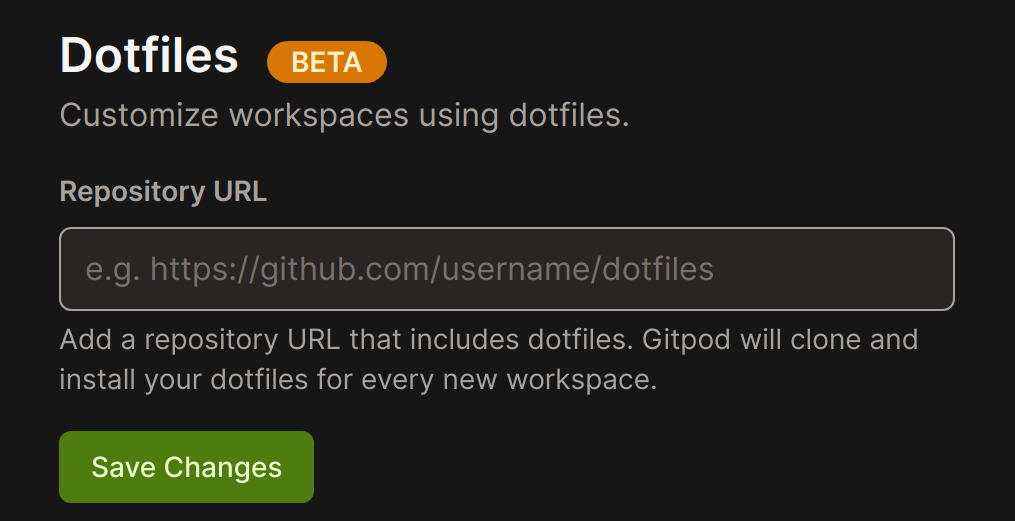 Dotfiles BETA
Customize workspaces using dotfiles.
Repository URL
e.g. https://github.com/username/dotfiles
Add a repository URL that includes dotfiles. Gitpod will clone and
install your dotfiles for every new workspace.
Save Changes